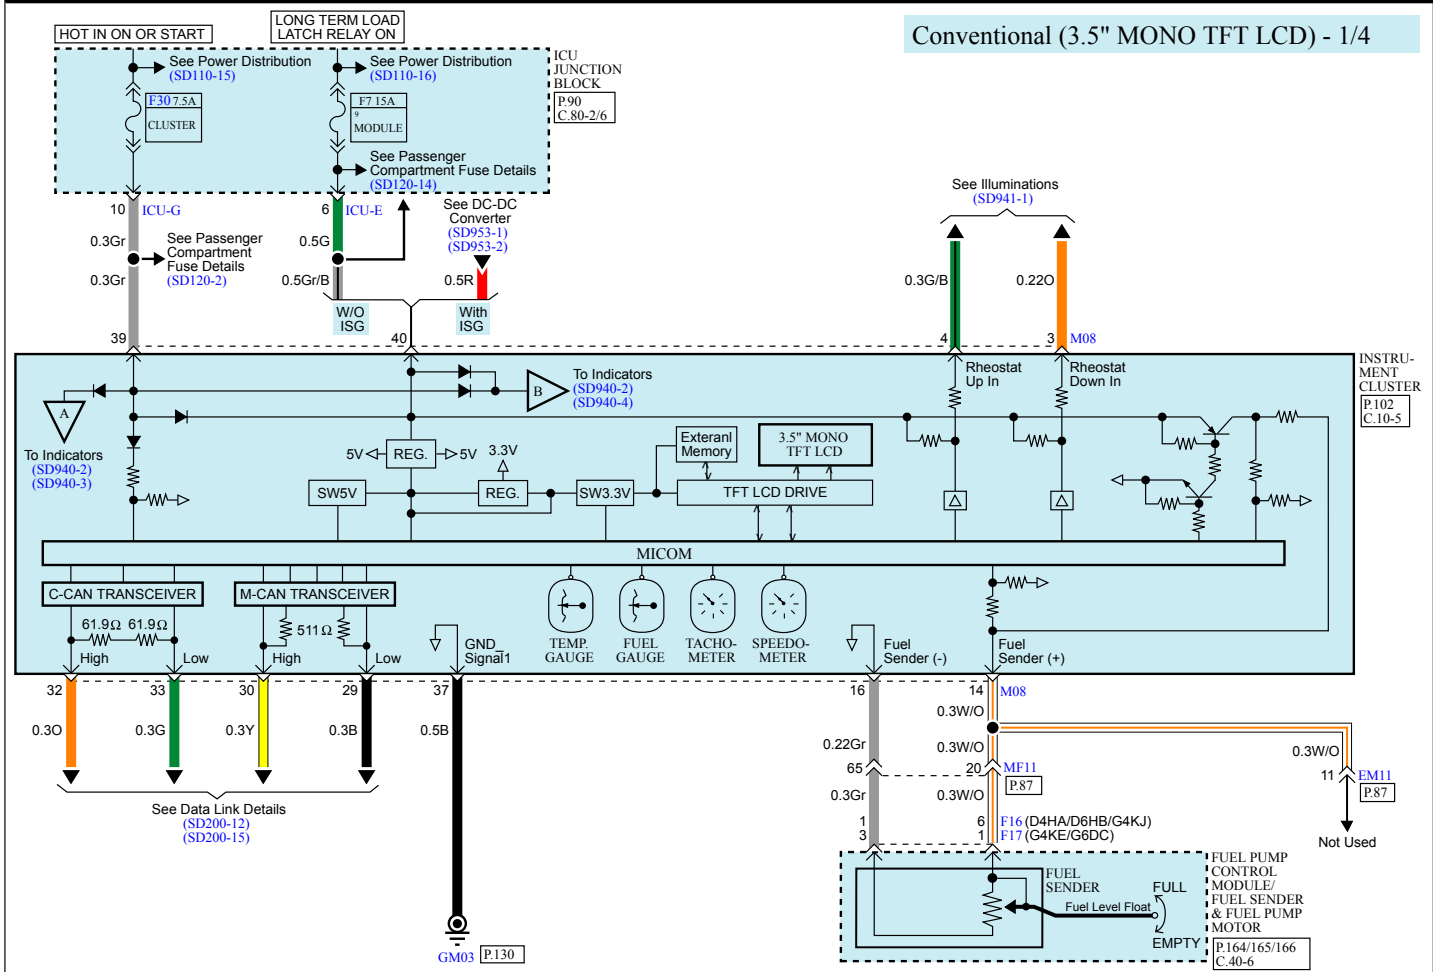 Conventional (3.5" MONO TFT LCD) - 1/4
HOT IN ON OR START
LONG TERM LOAD
LATCH RELAY ON
See Power Distribution
(SD110-15)
See Power Distribution
(SD110-16)
ICU
JUNCTION
BLOCK
P.90
C.80-2/6
F30 7.5A
CLUSTER
F7 15A
9
MODULE
See Passenger
Compartment Fuse Details
(SD120-14)
10
ICU-G
6
ICU-E
0.3Gr
See Passenger
Compartment
Fuse Details
(SD120-2)
0.3Gr
0.5G
0.5Gr/B
See DC-DC
Converter
(SD953-1)
(SD953-2)
0.5R
W/O
ISG
With
ISG
See Illuminations
(SD941-1)
0.3G/B
0.22O
39
40
4
3
M08
INSTRU-
MENT
CLUSTER
P.102
C.10-5
A
To Indicators
(SD940-2)
(SD940-3)
B
To Indicators
(SD940-2)
(SD940-4)
Rheostat
Up In
Rheostat
Down In
5V
REG.
5V
3.3V
REG.
SW5V
SW3.3V
Exteranl
Memory
3.5" MONO
TFT LCD
TFT LCD DRIVE
MICOM
C-CAN TRANSCEIVER
M-CAN TRANSCEIVER
61.9Ω
61.9Ω
511Ω
High
Low
High
Low
GND_
Signal1
TEMP.
GAUGE
FUEL
GAUGE
TACHO-
METER
SPEEDO-
METER
Fuel
Sender (-)
Fuel
Sender (+)
32
33
30
29
37
16
14
M08
0.3O
0.3G
0.3Y
0.3B
0.5B
0.22Gr
0.3W/O
0.3W/O
0.3W/O
See Data Link Details
(SD200-12)
(SD200-15)
65
20
MF11
P.87
11
EM11
P.87
0.3Gr
0.3W/O
Not Used
1
3
6
1
F16 (D4HA/D6HB/G4KJ)
F17 (G4KE/G6DC)
FUEL
SENDER
Fuel Level Float
FULL
EMPTY
FUEL PUMP
CONTROL
MODULE/
FUEL SENDER
& FUEL PUMP
MOTOR
P.164/165/166
C.40-6
GM03
P.130